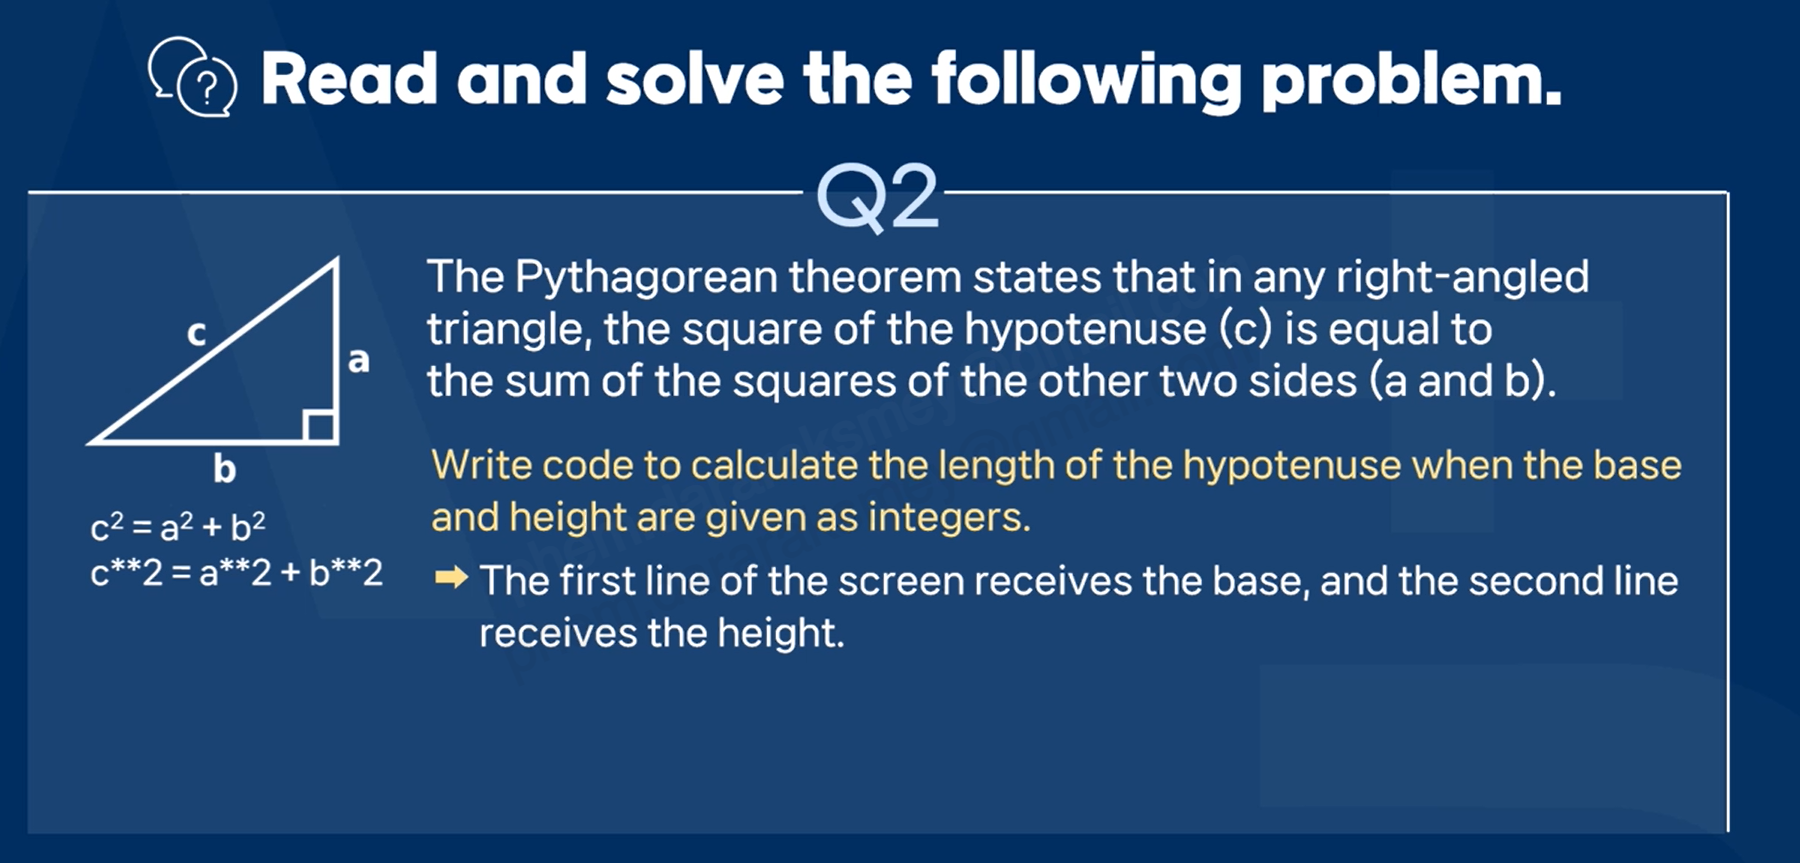 ? Read and solve the following problem.
Q2
c
a
b
c² = a² + b²
c**2 = a**2 + b**2
The Pythagorean theorem states that in any right-angled
triangle, the square of the hypotenuse (c) is equal to
the sum of the squares of the other two sides (a and b).
Write code to calculate the length of the hypotenuse when the base
and height are given as integers.
➡ The first line of the screen receives the base, and the second line
receives the height.